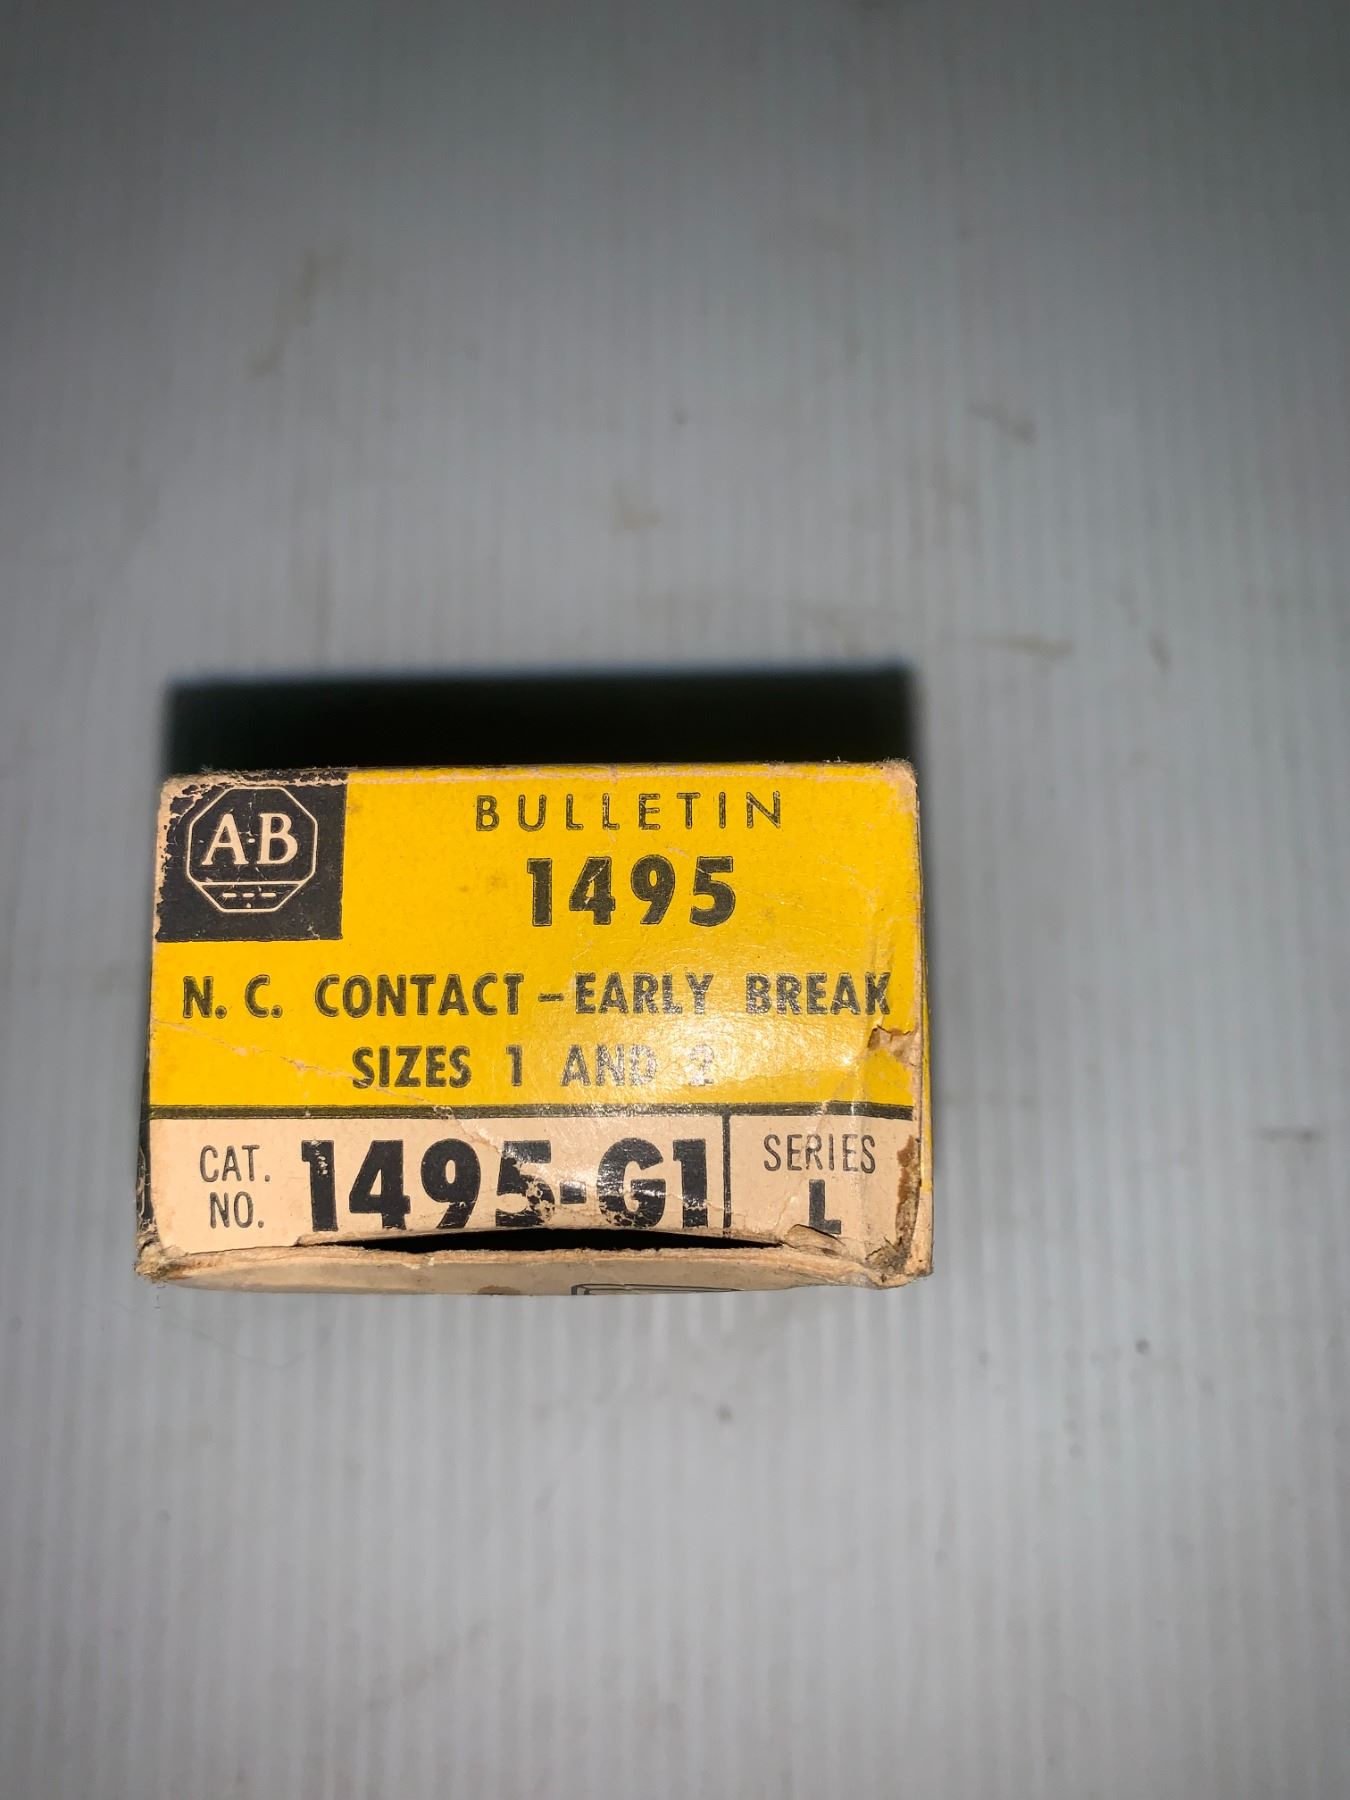 A-B
BULLETIN
1495
N. C. CONTACT – EARLY BREAK
SIZES 1 AND 2
CAT. NO. 1495-G1
SERIES L